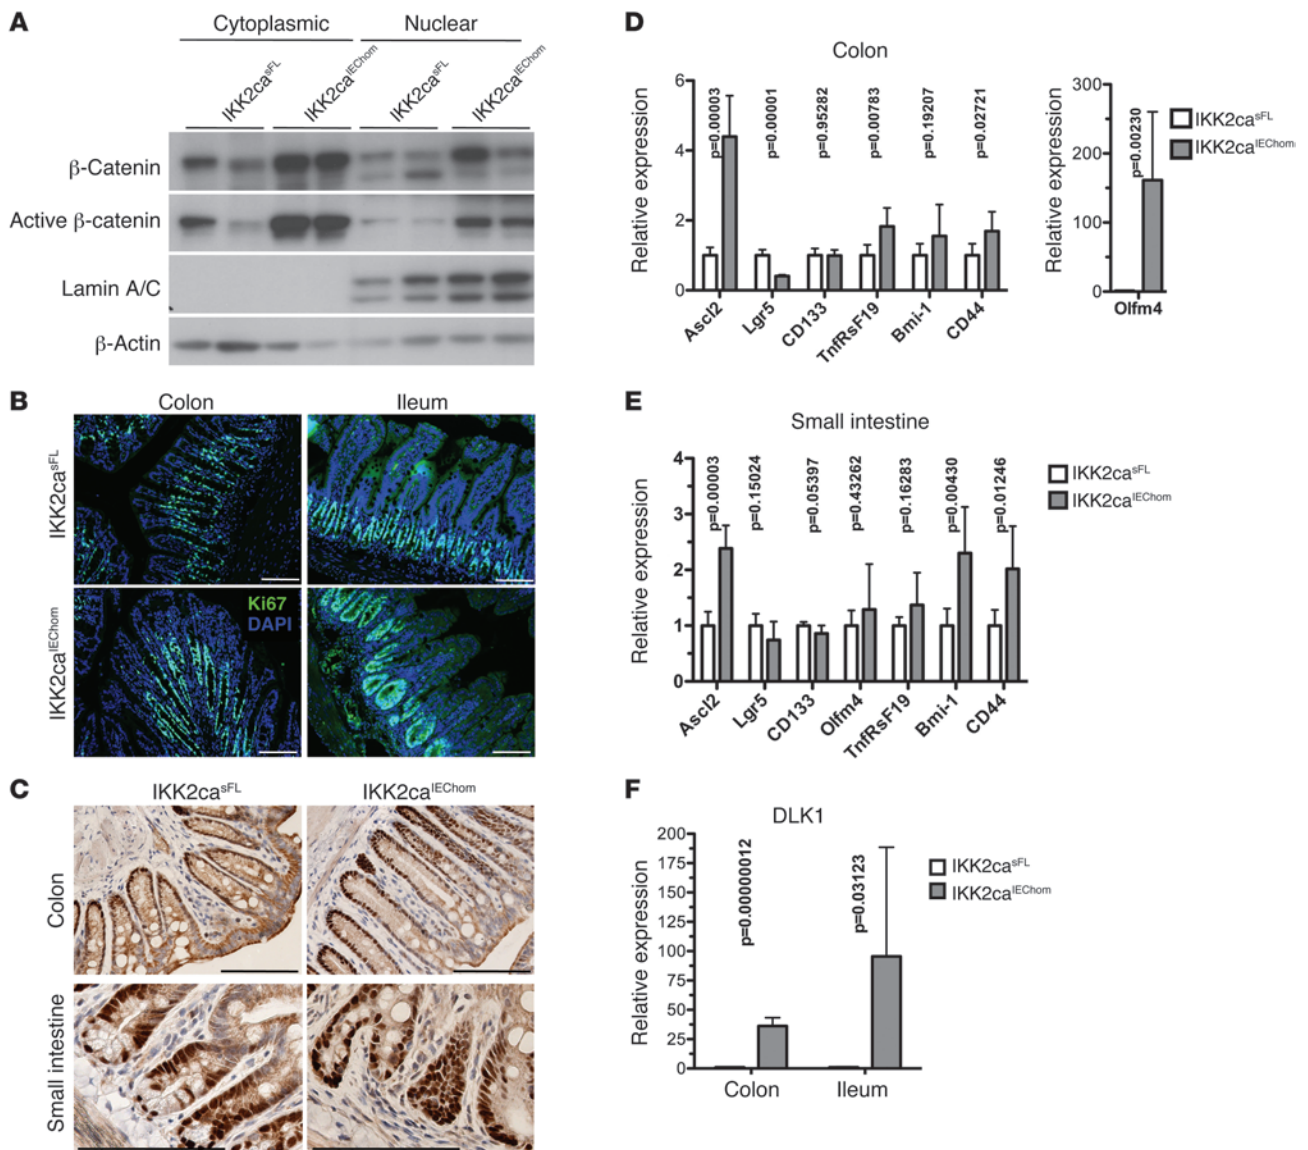 A
Cytoplasmic Nuclear
IKK2ca^sFL IKK2ca^IEChom IKK2ca^sFL IKK2ca^IEChom
β-Catenin
Active β-catenin
Lamin A/C
β-Actin
B
Colon Ileum
IKK2ca^sFL
IKK2ca^IEChom
Ki67
DAPI
C
IKK2ca^sFL IKK2ca^IEChom
Colon
Small intestine
D
Colon
Relative expression
6
4
2
0
p=0.00003 p=0.00001 p=0.95282 p=0.00783 p=0.19207 p=0.02721
Ascl2 Lgr5 CD133 TnfRsF19 Bmi-1 CD44
Relative expression
300
200
100
0
p=0.00230
Olfm4
IKK2ca^sFL
IKK2ca^IEChom
E
Small intestine
Relative expression
4
3
2
1
0
p=0.00003 p=0.15024 p=0.05397 p=0.43262 p=0.16283 p=0.00430 p=0.01246
Ascl2 Lgr5 CD133 Olfm4 TnfRsF19 Bmi-1 CD44
IKK2ca^sFL
IKK2ca^IEChom
F
DLK1
Relative expression
200
175
150
125
100
75
50
25
0
p=0.000000012 p=0.03123
Colon Ileum
IKK2ca^sFL
IKK2ca^IEChom